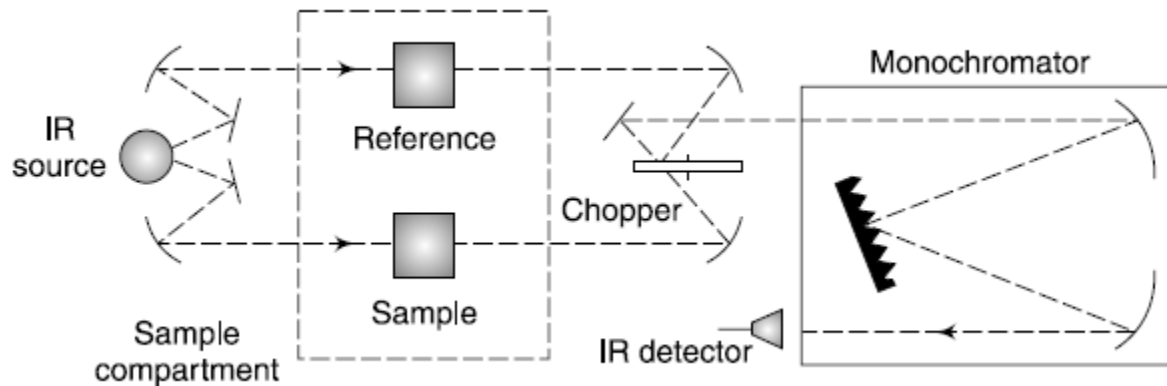 IR
source
Reference
Sample
Sample
compartment
Chopper
Monochromator
IR detector